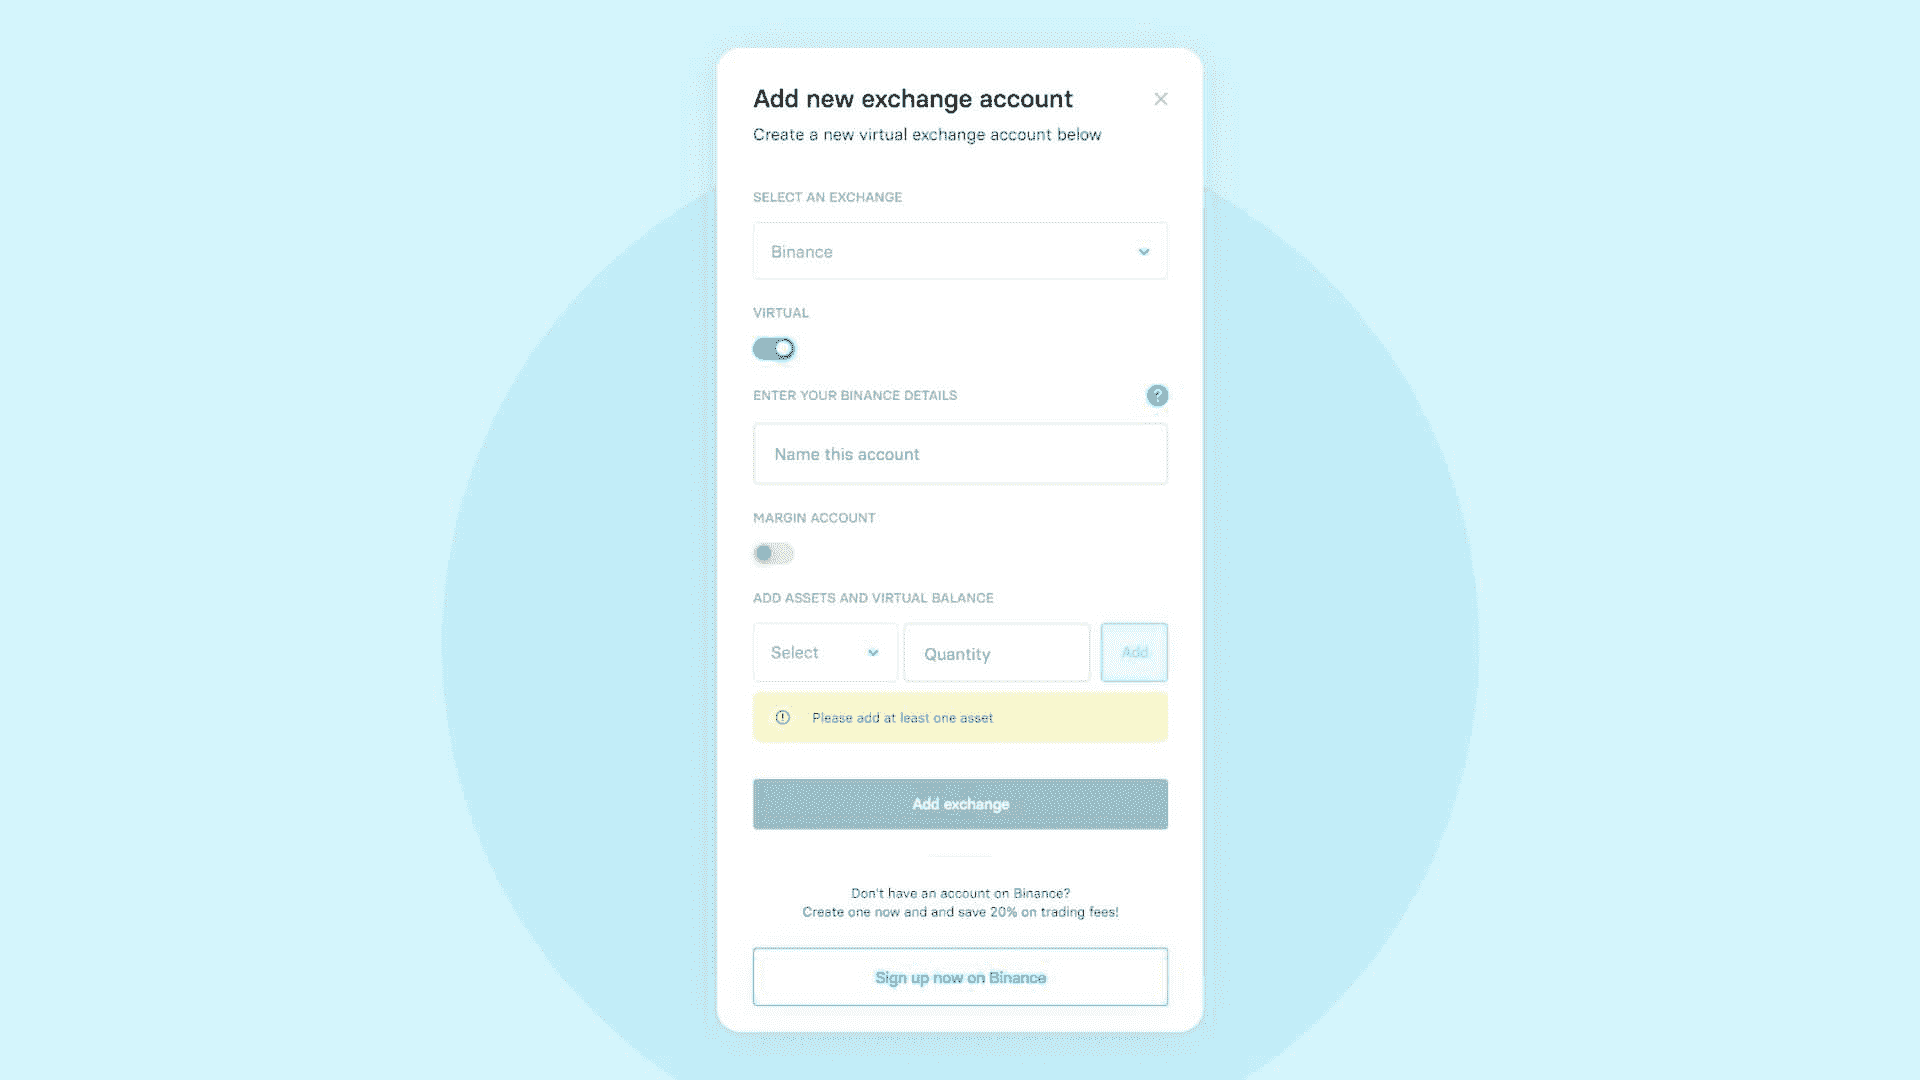 Add new exchange account
Create a new virtual exchange account below
SELECT AN EXCHANGE
Binance
VIRTUAL
ENTER YOUR BINANCE DETAILS
?
Name this account
MARGIN ACCOUNT
ADD ASSETS AND VIRTUAL BALANCE
Select
Quantity
Add
Please add at least one asset
Add exchange
Don't have an account on Binance?
Create one now and and save 20% on trading fees!
Sign up now on Binance